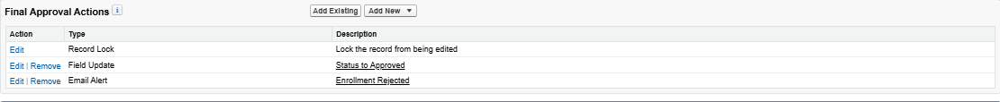 Final Approval Actions i Add Existing Add New
Action Type Description
Edit Record Lock Lock the record from being edited
Edit | Remove Field Update Status to Approved
Edit | Remove Email Alert Enrollment Rejected